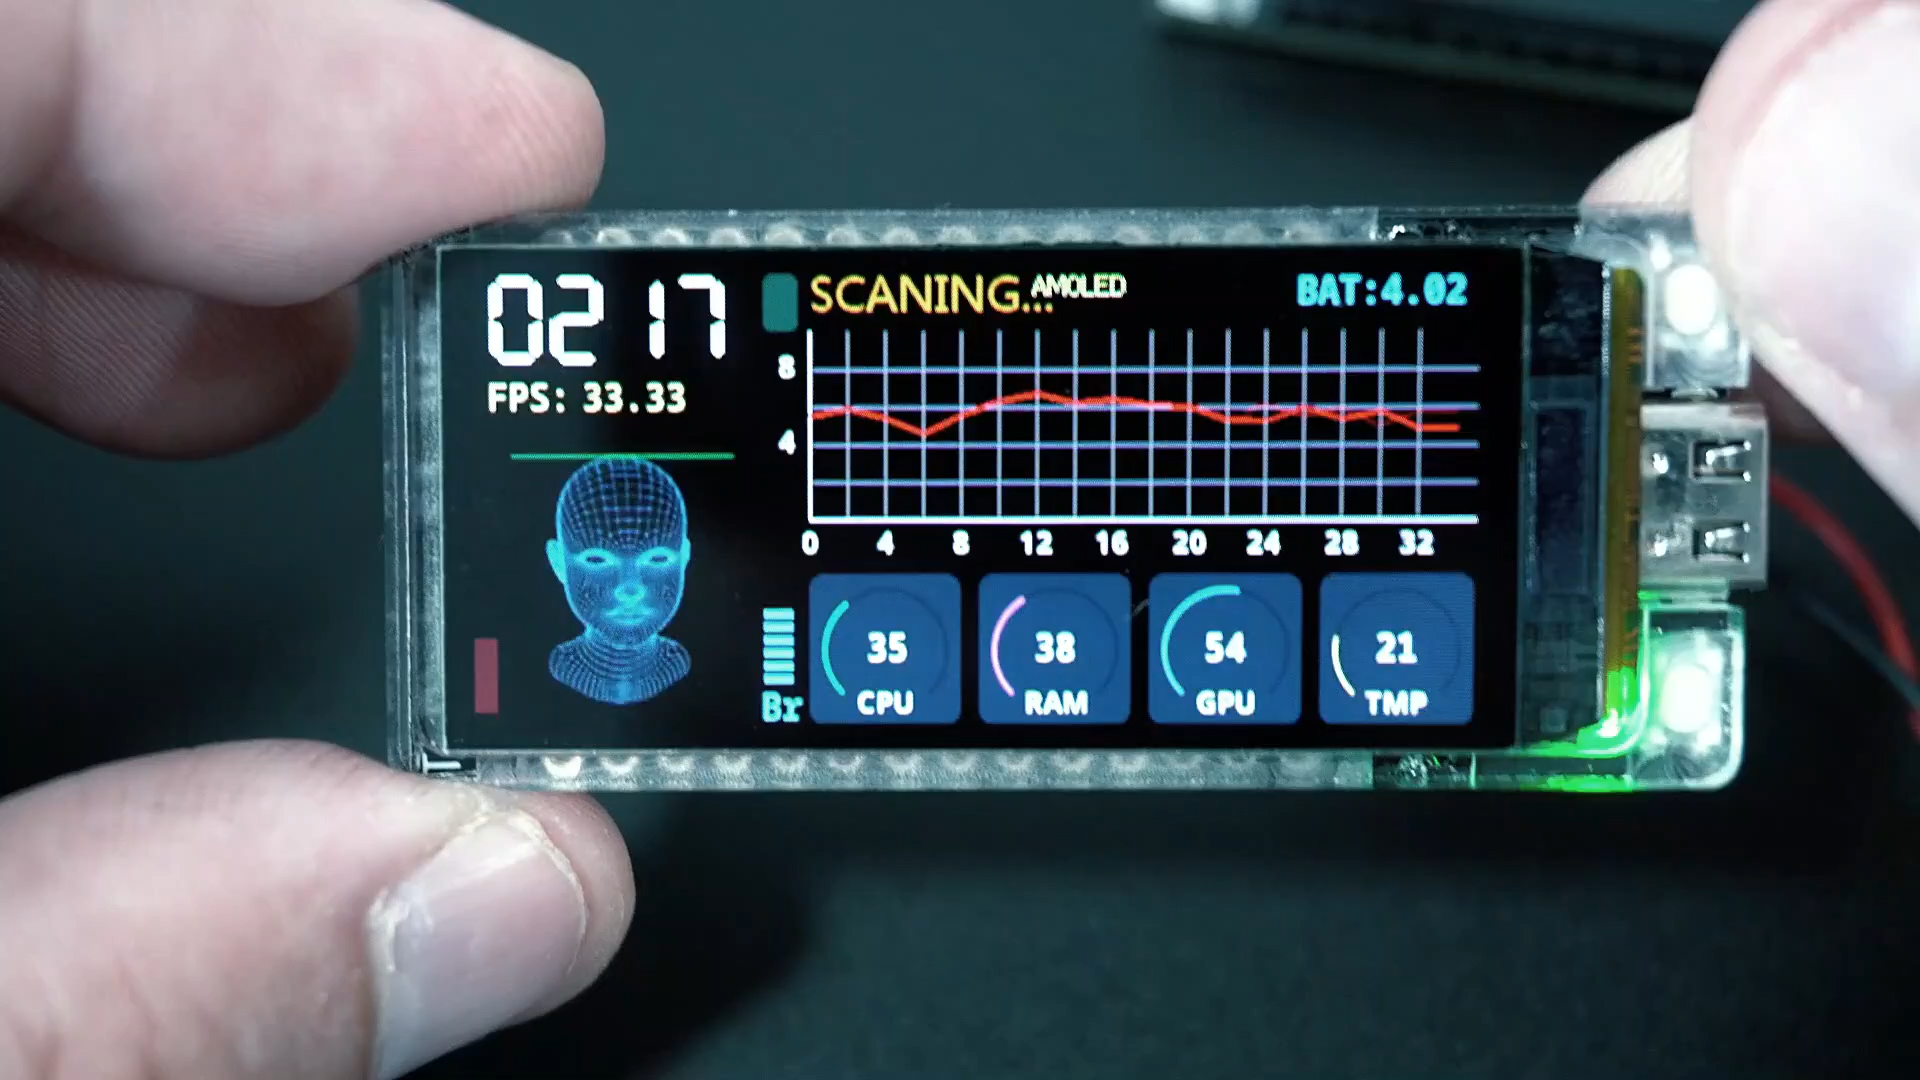 02 17
FPS: 33.33
SCANING...
AMOLED
BAT:4.02
8
4
0 4 8 12 16 20 24 28 32
Br
35 38 54 21
CPU RAM GPU TMP
T